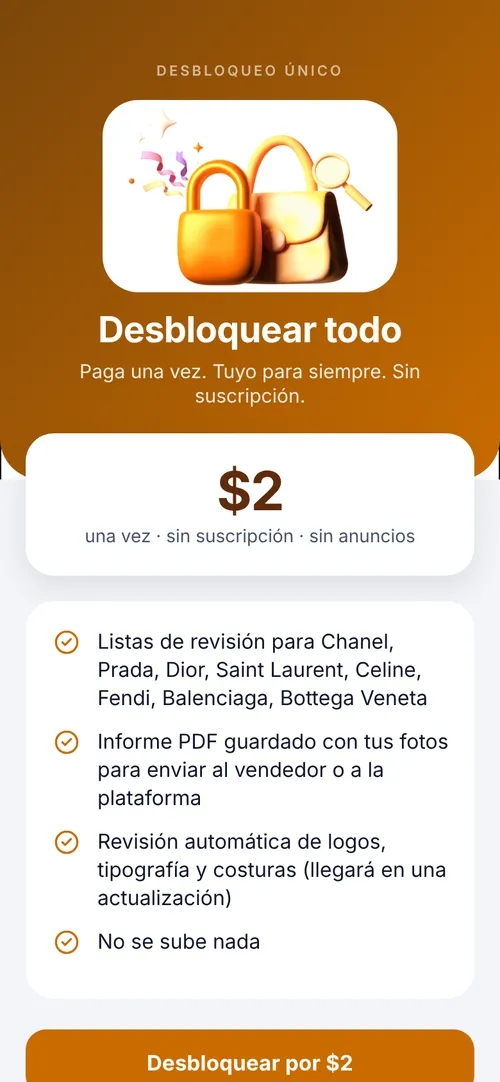 DESBLOQUEO ÚNICO
Desbloquear todo
Paga una vez. Tuyo para siempre. Sin
suscripción.
$2
una vez · sin suscripción · sin anuncios
Listas de revisión para Chanel,
Prada, Dior, Saint Laurent, Celine,
Fendi, Balenciaga, Bottega Veneta
Informe PDF guardado con tus fotos
para enviar al vendedor o a la
plataforma
Revisión automática de logos,
tipografía y costuras (llegará en una
actualización)
No se sube nada
Desbloquear por $2